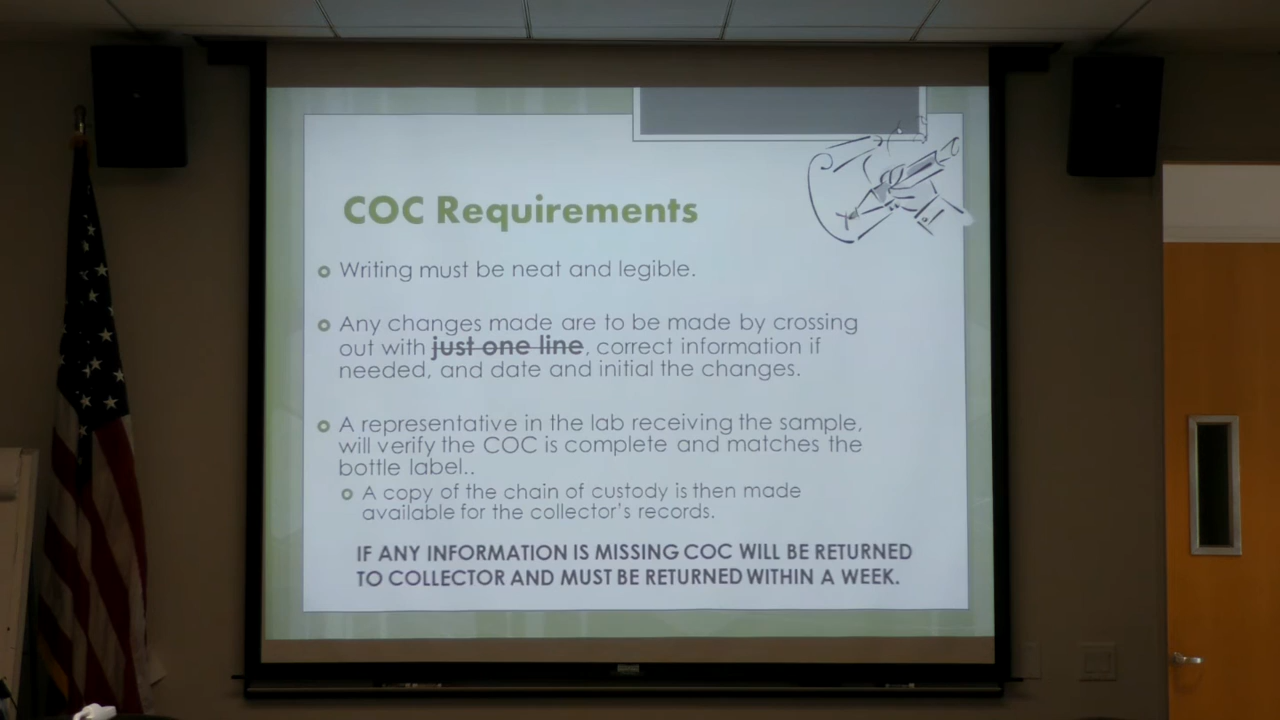 COC Requirements
Writing must be neat and legible.
Any changes made are to be made by crossing
out with just one line, correct information if
needed, and date and initial the changes.
A representative in the lab receiving the sample,
will verify the COC is complete and matches the
bottle label..
A copy of the chain of custody is then made
available for the collector's records.
IF ANY INFORMATION IS MISSING COC WILL BE RETURNED
TO COLLECTOR AND MUST BE RETURNED WITHIN A WEEK.